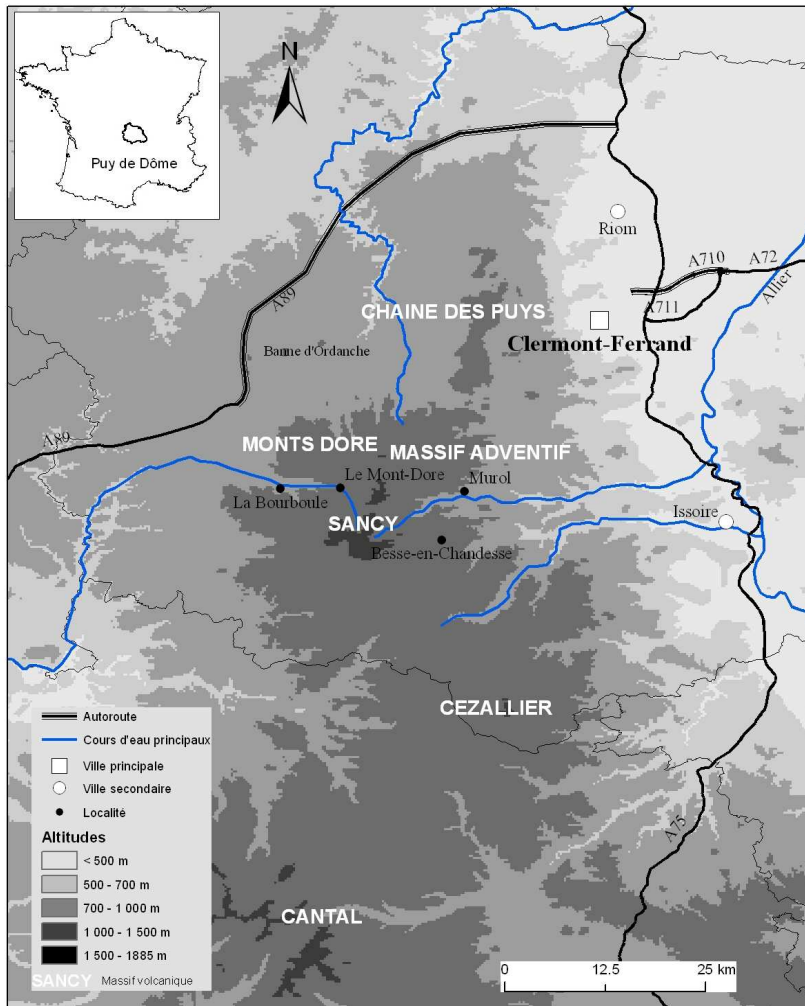 Puy de Dôme
N
Riom
A710
A72
A711
Allier
A89
CHAINE DES PUYS
Clermont-Ferrand
Banne d'Ordanche
A89
MONTS DORE
MASSIF ADVENTIF
Le Mont-Dore
Murol
La Bourboule
Issoire
SANCY
Besse-en-Chandesse
CEZALLIER
A75
CANTAL
Autoroute
Cours d'eau principaux
Ville principale
Ville secondaire
Localité
Altitudes
< 500 m
500 - 700 m
700 - 1 000 m
1 000 - 1 500 m
1 500 - 1885 m
SANCY Massif volcanique
0 12.5 25 km